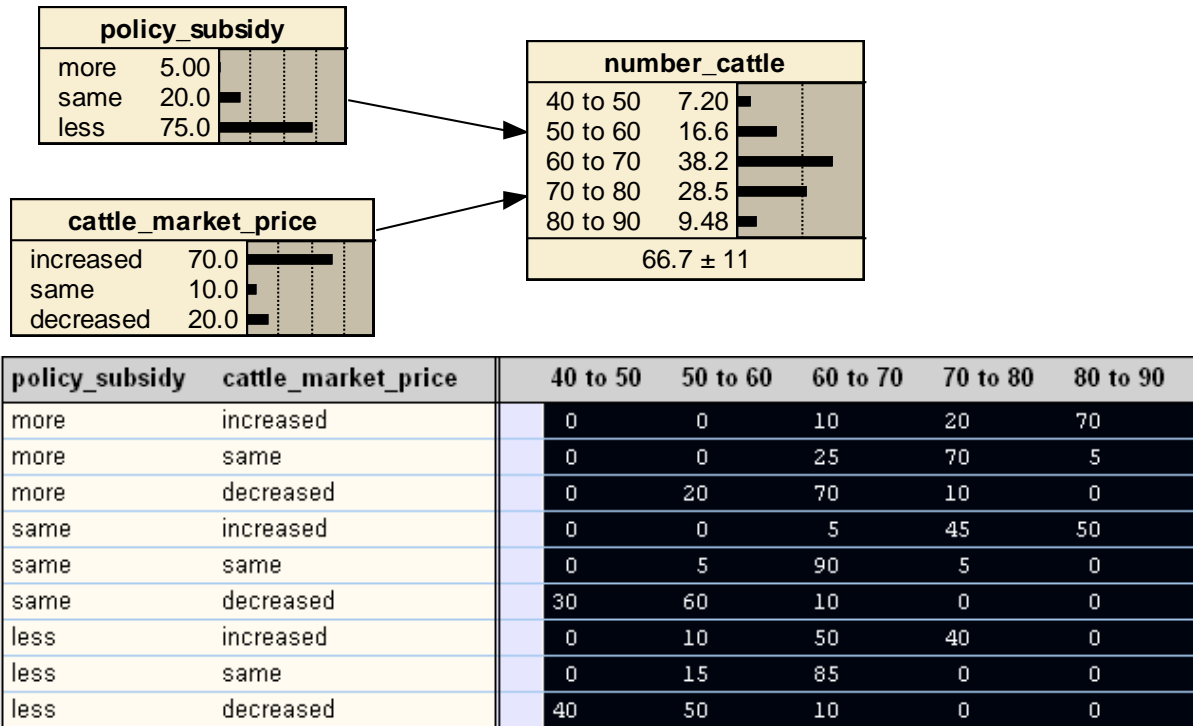 policy_subsidy
more 5.00
same 20.0
less 75.0
cattle_market_price
increased 70.0
same 10.0
decreased 20.0
number_cattle
40 to 50 7.20
50 to 60 16.6
60 to 70 38.2
70 to 80 28.5
80 to 90 9.48
66.7 ± 11
policy_subsidy cattle_market_price 40 to 50 50 to 60 60 to 70 70 to 80 80 to 90
more increased 0 0 10 20 70
more same 0 0 25 70 5
more decreased 0 20 70 10 0
same increased 0 0 5 45 50
same same 0 5 90 5 0
same decreased 30 60 10 0 0
less increased 0 10 50 40 0
less same 0 15 85 0 0
less decreased 40 50 10 0 0